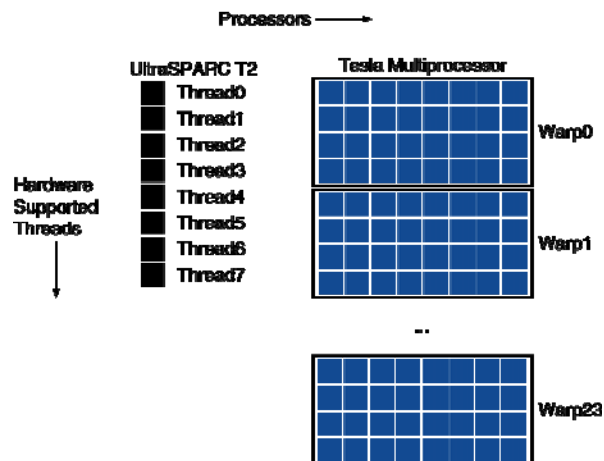 Processors
UltraSPARC T2
Tesla Multiprocessor
Thread0
Thread1
Thread2
Thread3
Thread4
Thread5
Thread6
Thread7
Hardware
Supported
Threads
Warp0
Warp1
...
Warp23